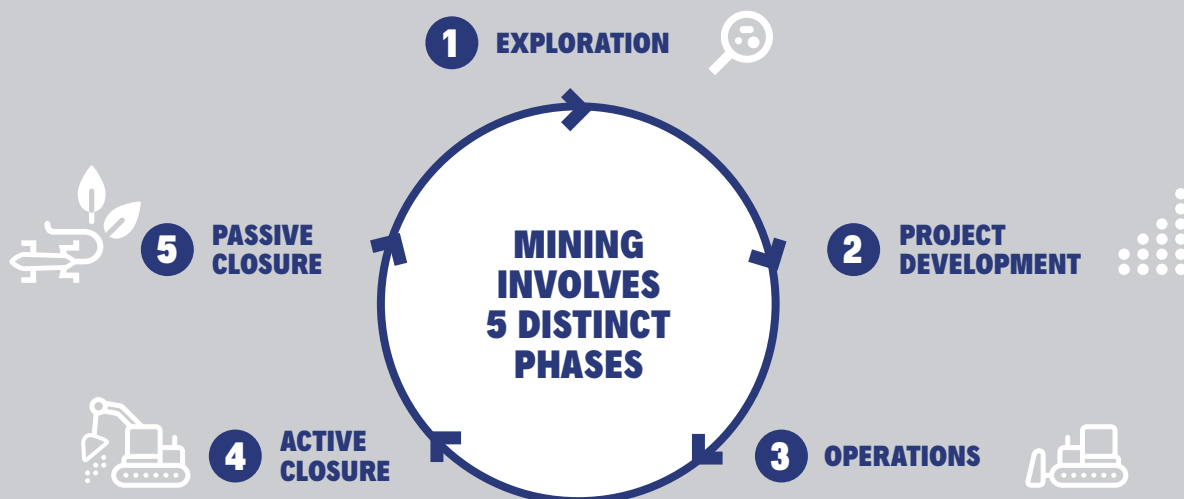 1 EXPLORATION
MINING
INVOLVES
5 DISTINCT
PHASES
2 PROJECT
DEVELOPMENT
3 OPERATIONS
4 ACTIVE
CLOSURE
5 PASSIVE
CLOSURE